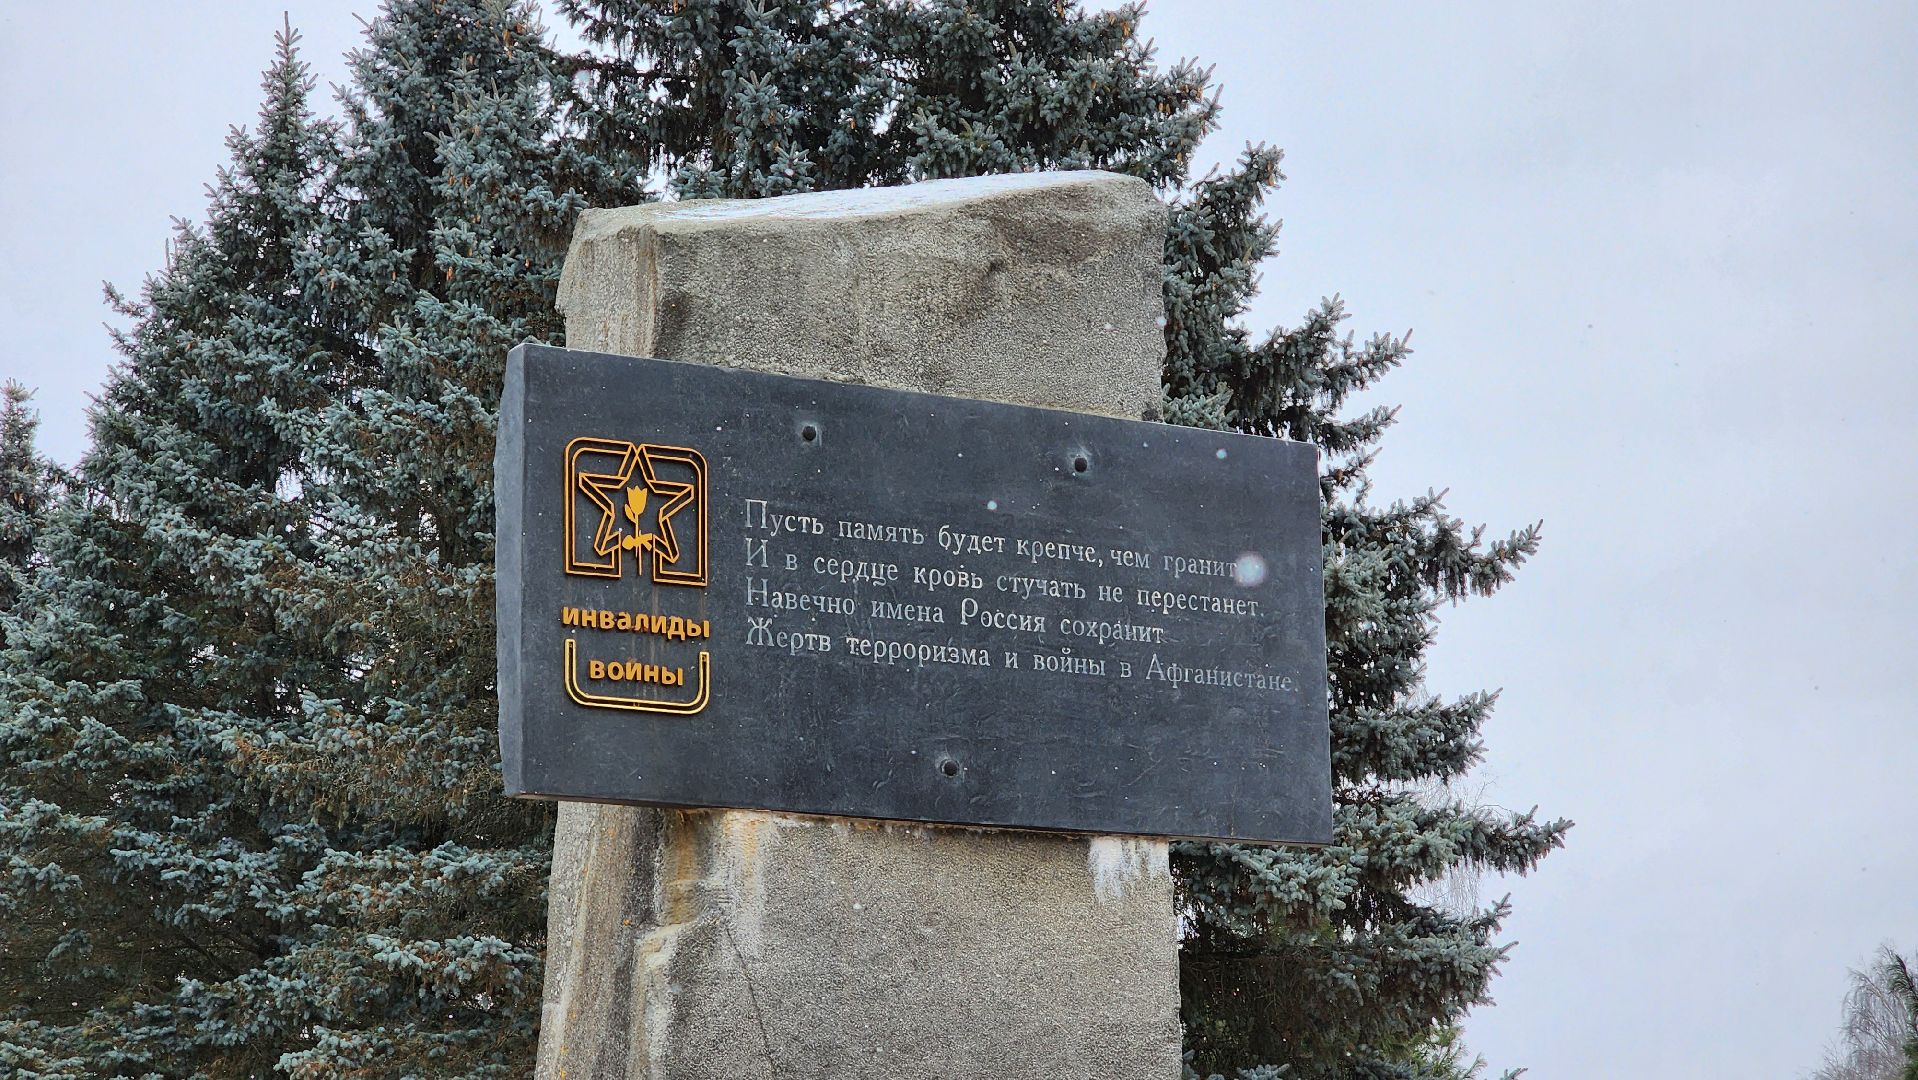 инвалиды
войны
Пусть память будет крепче, чем гранит
И в сердце кровь стучать не перестанет.
Навечно имена Россия сохранит
Жертв терроризма и войны в Афганистане.